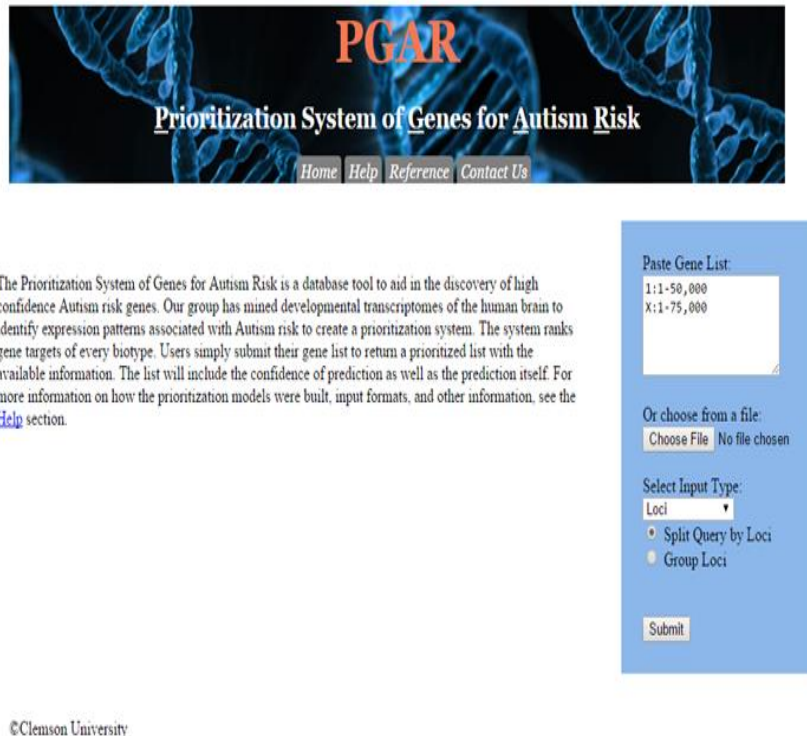 PGAR
Prioritization System of Genes for Autism Risk
Home Help Reference Contact Us
The Prioritization System of Genes for Autism Risk is a database tool to aid in the discovery of high
confidence Autism risk genes. Our group has mined developmental transcriptomes of the human brain to
identify expression patterns associated with Autism risk to create a prioritization system. The system ranks
gene targets of every biotype. Users simply submit their gene list to return a prioritized list with the
available information. The list will include the confidence of prediction as well as the prediction itself. For
more information on how the prioritization models were built, input formats, and other information, see the
Help section.
Paste Gene List:
1:1-50,000
X:1-75,000
Or choose from a file:
Choose File No file chosen
Select Input Type:
Loci
Split Query by Loci
Group Loci
Submit
©Clemson University